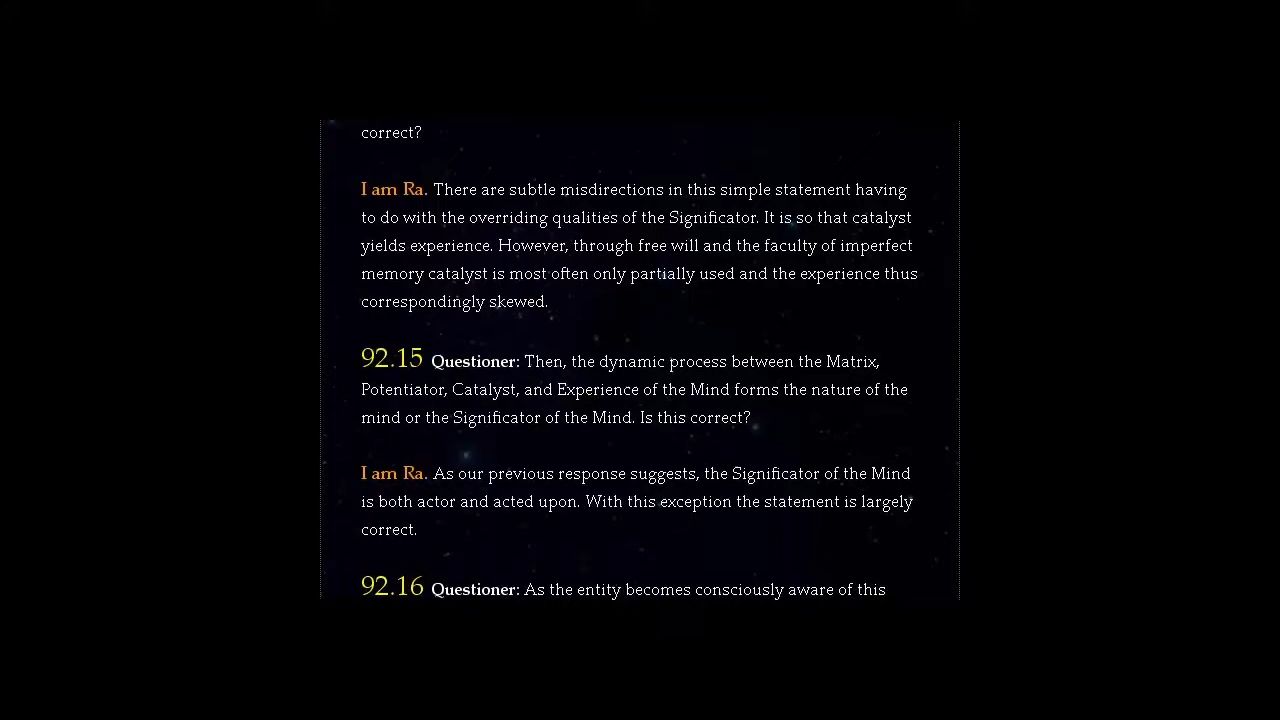 correct?
I am Ra. There are subtle misdirections in this simple statement having
to do with the overriding qualities of the Significator. It is so that catalyst
yields experience. However, through free will and the faculty of imperfect
memory catalyst is most often only partially used and the experience thus
correspondingly skewed.
92.15 Questioner: Then, the dynamic process between the Matrix,
Potentiator, Catalyst, and Experience of the Mind forms the nature of the
mind or the Significator of the Mind. Is this correct?
I am Ra. As our previous response suggests, the Significator of the Mind
is both actor and acted upon. With this exception the statement is largely
correct.
92.16 Questioner: As the entity becomes consciously aware of this